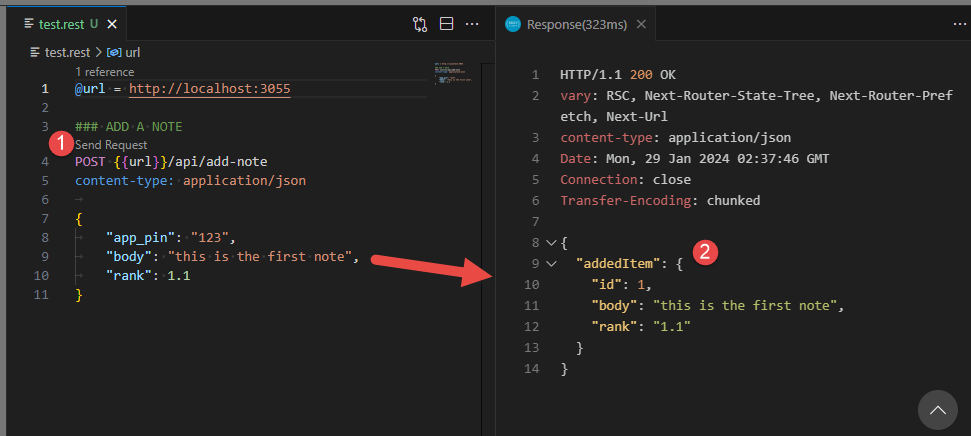 test.rest U
test.rest > url
1 reference
1 @url = http://localhost:3055
2
3 ### ADD A NOTE
1
Send Request
4 POST {{url}}/api/add-note
5 content-type: application/json
6
7 {
8 "app_pin": "123",
9 "body": "this is the first note",
10 "rank": 1.1
11 }
Response(323ms)
1 HTTP/1.1 200 OK
2 vary: RSC, Next-Router-State-Tree, Next-Router-Pref
etch, Next-Url
3 content-type: application/json
4 Date: Mon, 29 Jan 2024 02:37:46 GMT
5 Connection: close
6 Transfer-Encoding: chunked
7
8 {
2
9 "addedItem": {
10 "id": 1,
11 "body": "this is the first note",
12 "rank": "1.1"
13 }
14 }